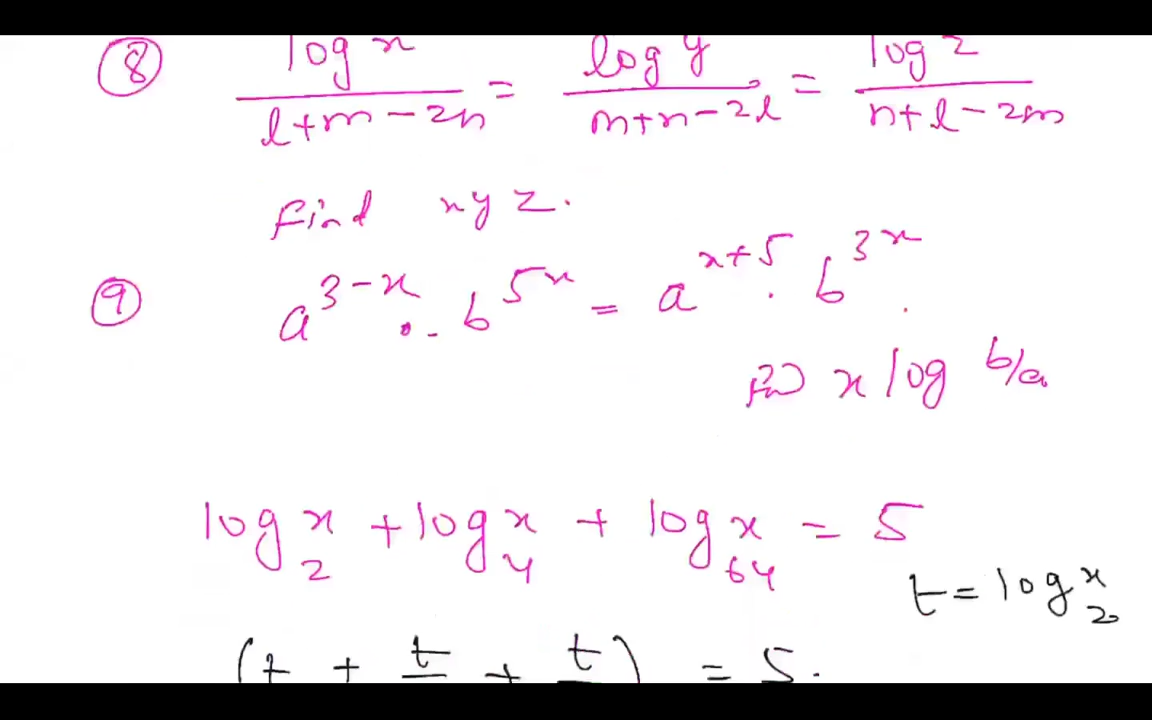 ⑧ log x / l+m-2n = log y / m+n-2l = log z / n+l-2m
Find xyz.
⑨ a^{3-x} . b^{5x} = a^{x+5} . b^{3x} .
x log b/a
log_2 x + log_4 x + log_64 x = 5
t = log_2 x
(t + t + t) = 5.